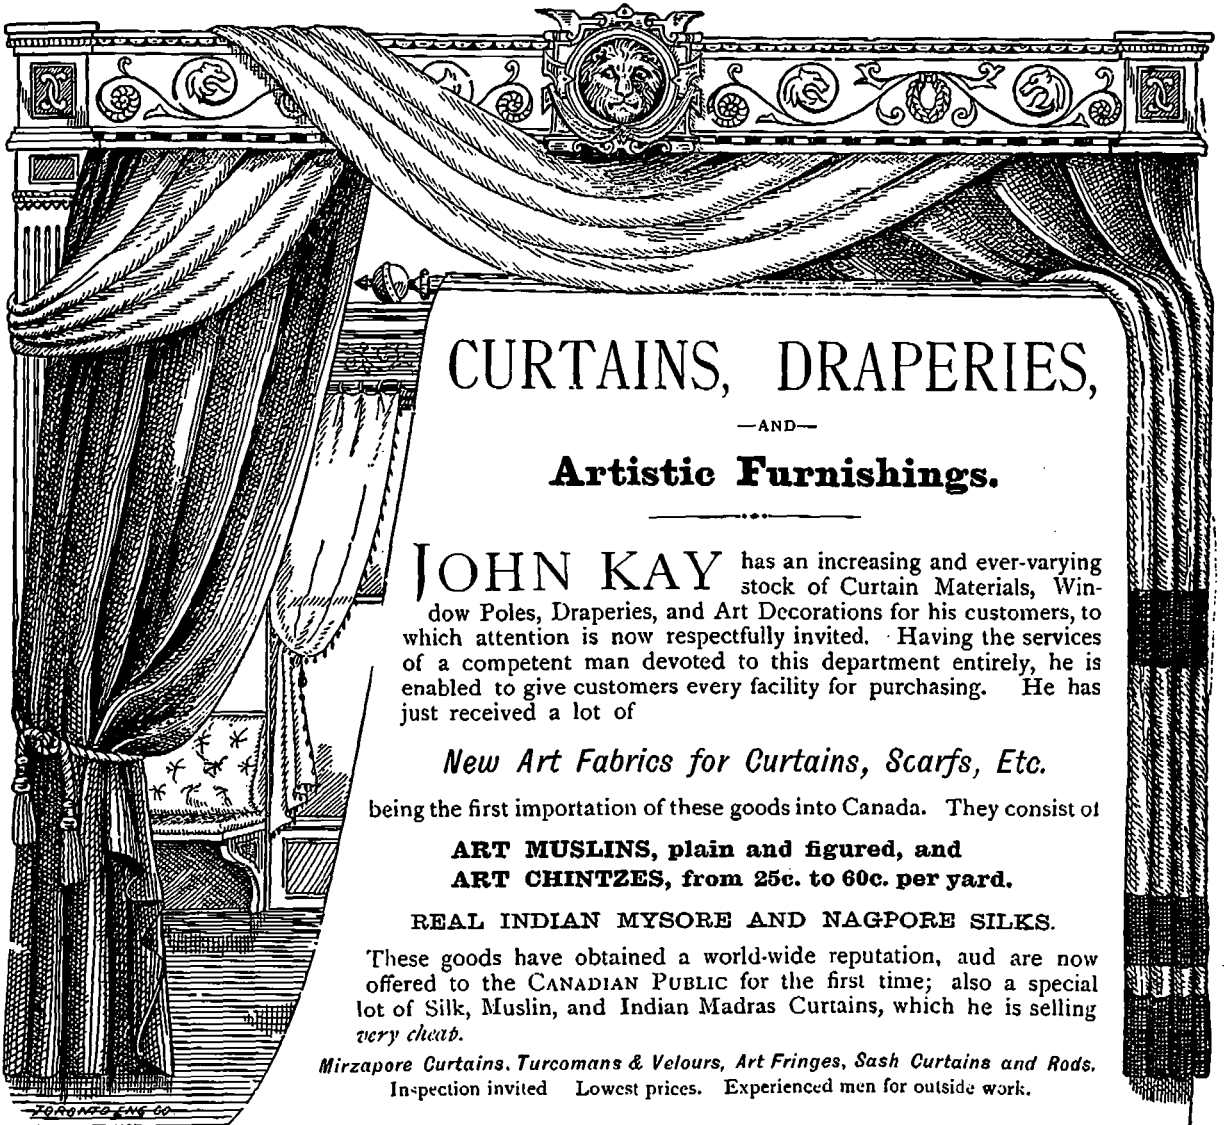 CURTAINS, DRAPERIES,
—AND—
Artistic Furnishings.
JOHN KAY has an increasing and ever-varying
stock of Curtain Materials, Win-
dow Poles, Draperies, and Art Decorations for his customers, to
which attention is now respectfully invited. Having the services
of a competent man devoted to this department entirely, he is
enabled to give customers every facility for purchasing. He has
just received a lot of
New Art Fabrics for Curtains, Scarfs, Etc.
being the first importation of these goods into Canada. They consist of
ART MUSLINS, plain and figured, and
ART CHINTZES, from 25c. to 60c. per yard.
REAL INDIAN MYSORE AND NAGPORE SILKS.
These goods have obtained a world-wide reputation, aud are now
offered to the CANADIAN PUBLIC for the first time; also a special
lot of Silk, Muslin, and Indian Madras Curtains, which he is selling
very cheap.
Mirzapore Curtains. Turcomans & Velours, Art Fringes, Sash Curtains and Rods.
Inspection invited Lowest prices. Experienced men for outside work.
TORONTO ENG CO